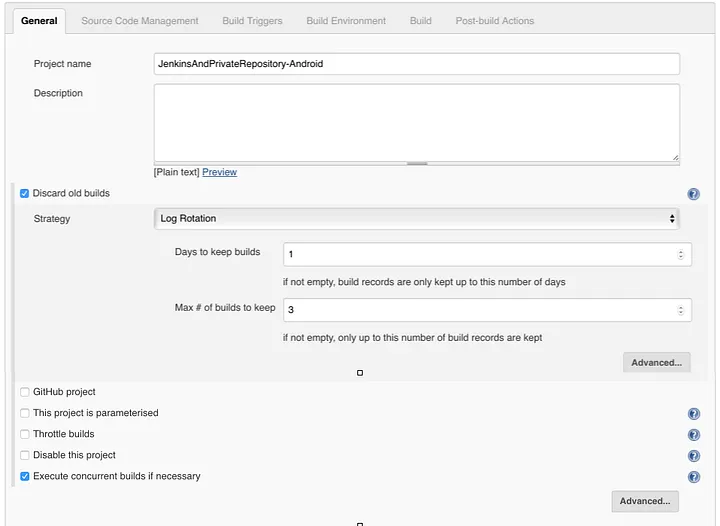 General Source Code Management Build Triggers Build Environment Build Post-build Actions
Project name JenkinsAndPrivateRepository-Android
Description
[Plain text] Preview
Discard old builds
Strategy Log Rotation
Days to keep builds 1
if not empty, build records are only kept up to this number of days
Max # of builds to keep 3
if not empty, only up to this number of build records are kept
Advanced...
GitHub project
This project is parameterised
Throttle builds
Disable this project
Execute concurrent builds if necessary
Advanced...